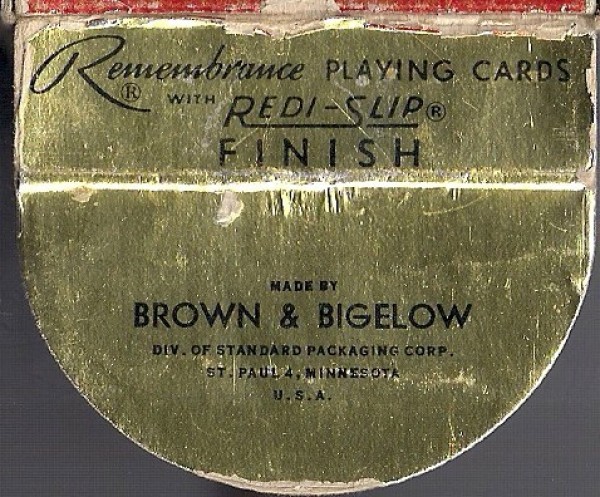 Remembrance® PLAYING CARDS
WITH REDI-SLIP®
FINISH
MADE BY
BROWN & BIGELOW
DIV. OF STANDARD PACKAGING CORP.
ST. PAUL 4, MINNESOTA
U.S.A.